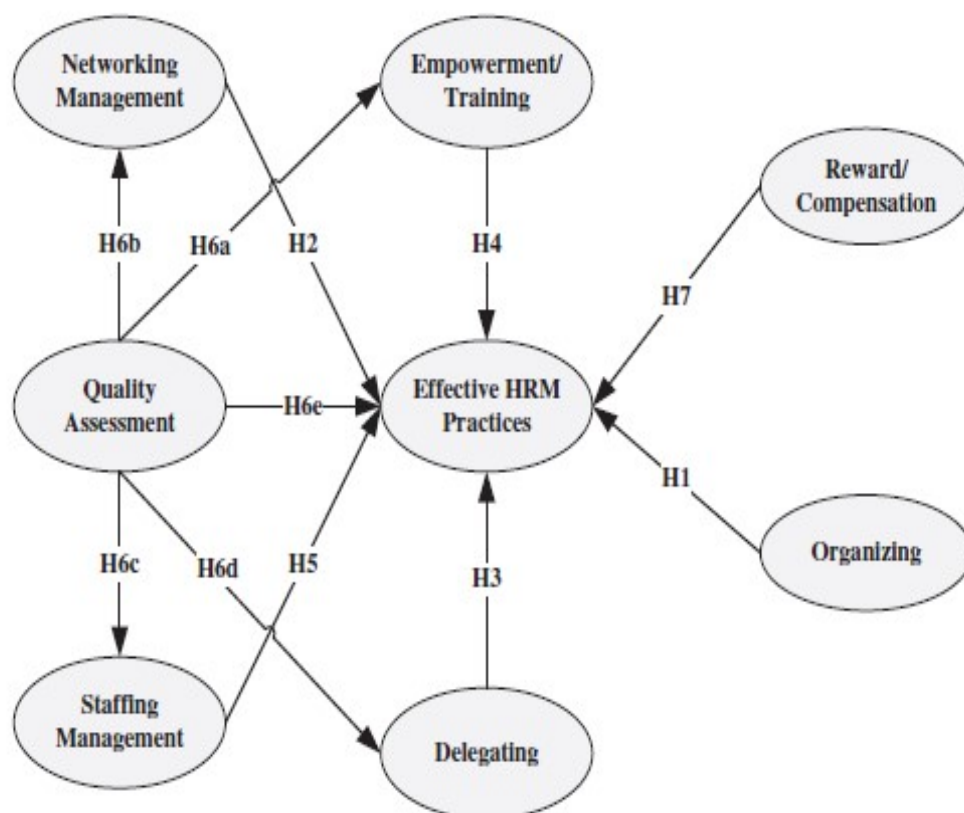 Networking
Management
Empowerment/
Training
Reward/
Compensation
H6b
H6a
H2
H4
H7
Quality
Assessment
H6e
Effective HRM
Practices
H1
Organizing
H6c
H6d
H5
H3
Staffing
Management
Delegating